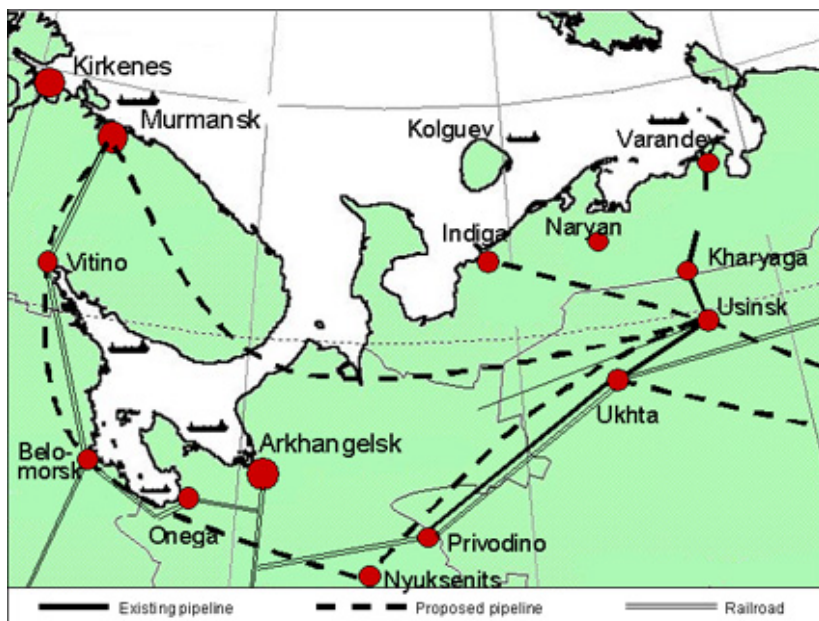 Kirkenes
Murmansk
Kolguev
Varandey
Indiga
Naryan
Vitino
Kharyaga
Usinsk
Ukhta
Arkhangelsk
Belo-
morsk
Onega
Privodino
Nyuksenits
Existing pipeline
Proposed pipeline
Railroad